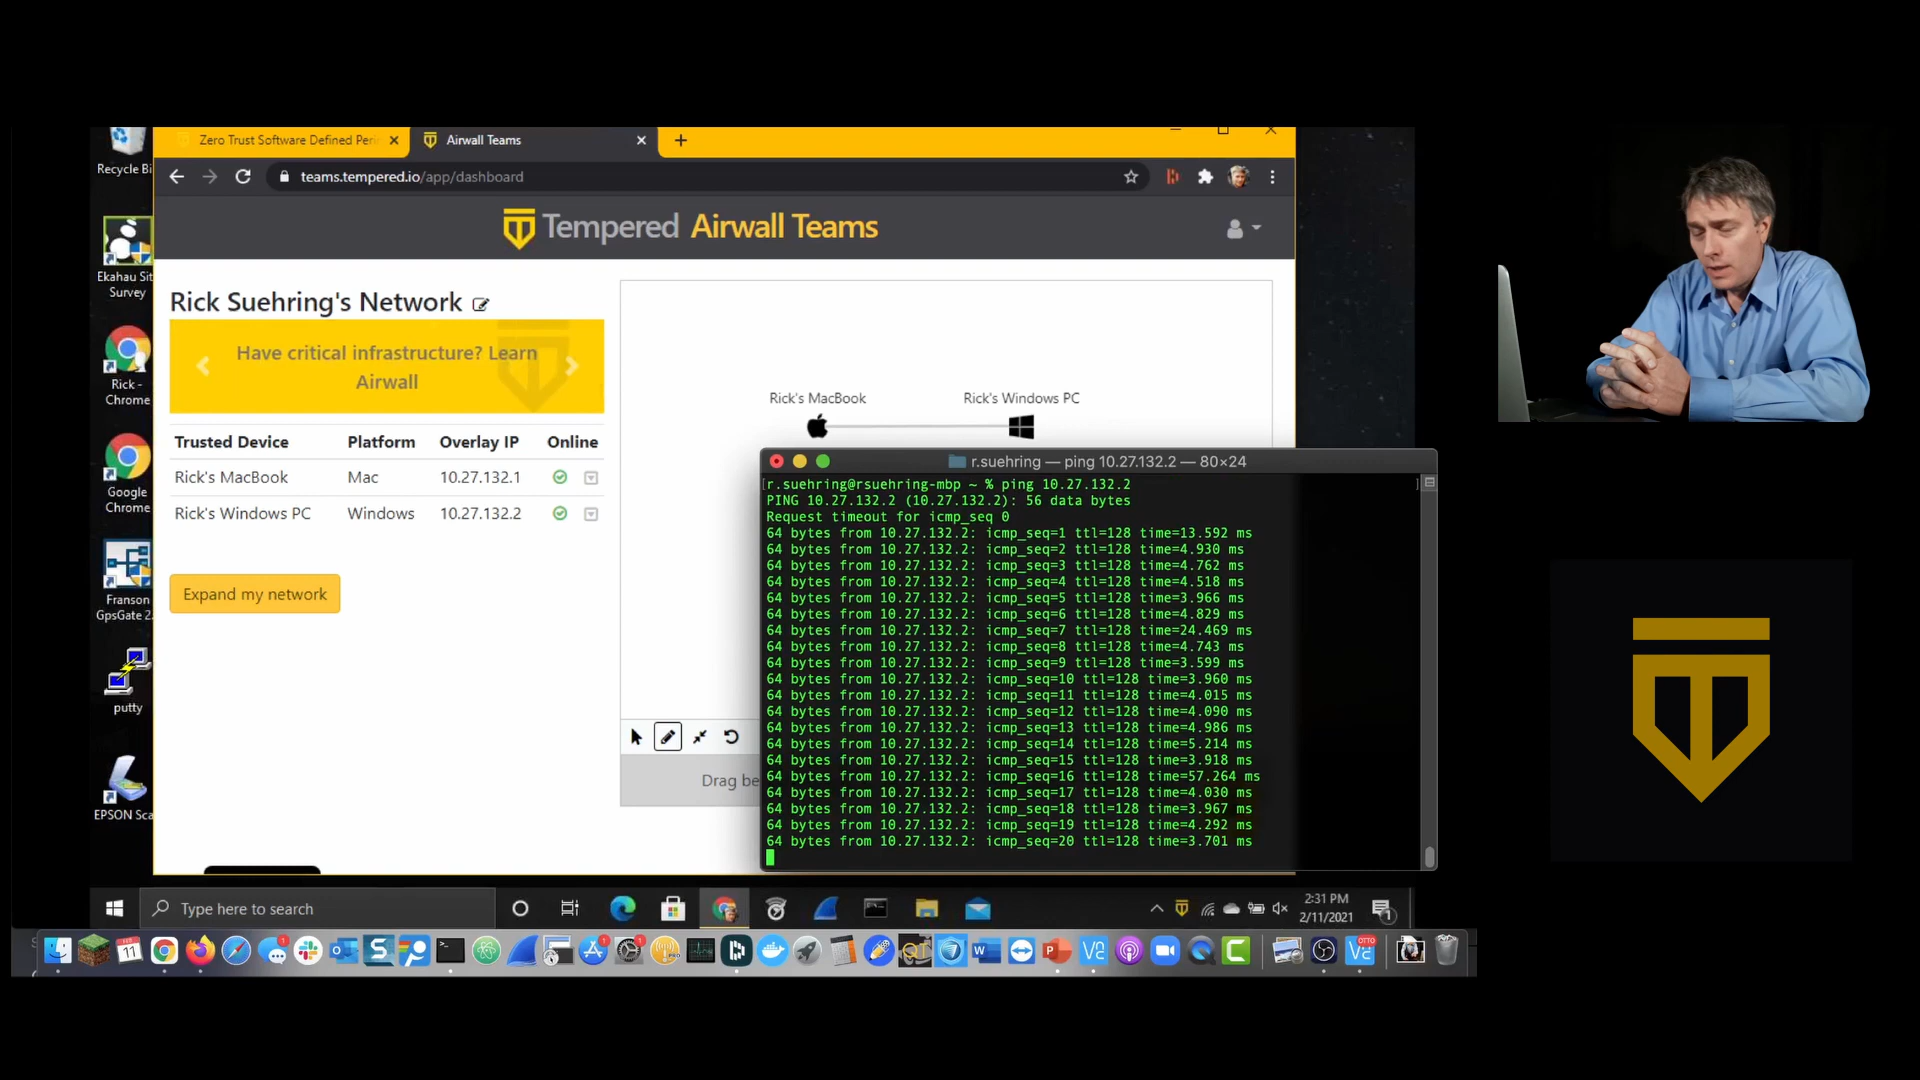 Recycle Bi
Ekahau Sit
Survey
Rick -
Chrome
Google
Chrome
Franson
GpsGate 2.
putty
EPSON Sca
Zero Trust Software Defined Peri
Airwall Teams
teams.tempered.io/app/dashboard
Tempered Airwall Teams
Rick Suehring's Network
Have critical infrastructure? Learn
Airwall
Trusted Device Platform Overlay IP Online
Rick's MacBook Mac 10.27.132.1
Rick's Windows PC Windows 10.27.132.2
Expand my network
Rick's MacBook Rick's Windows PC
Drag be
r.suehring — ping 10.27.132.2 — 80×24
[r.suehring@rsuehring-mbp ~ % ping 10.27.132.2 ]
PING 10.27.132.2 (10.27.132.2): 56 data bytes
Request timeout for icmp_seq 0
64 bytes from 10.27.132.2: icmp_seq=1 ttl=128 time=13.592 ms
64 bytes from 10.27.132.2: icmp_seq=2 ttl=128 time=4.930 ms
64 bytes from 10.27.132.2: icmp_seq=3 ttl=128 time=4.762 ms
64 bytes from 10.27.132.2: icmp_seq=4 ttl=128 time=4.518 ms
64 bytes from 10.27.132.2: icmp_seq=5 ttl=128 time=3.966 ms
64 bytes from 10.27.132.2: icmp_seq=6 ttl=128 time=4.829 ms
64 bytes from 10.27.132.2: icmp_seq=7 ttl=128 time=24.469 ms
64 bytes from 10.27.132.2: icmp_seq=8 ttl=128 time=4.743 ms
64 bytes from 10.27.132.2: icmp_seq=9 ttl=128 time=3.599 ms
64 bytes from 10.27.132.2: icmp_seq=10 ttl=128 time=3.960 ms
64 bytes from 10.27.132.2: icmp_seq=11 ttl=128 time=4.015 ms
64 bytes from 10.27.132.2: icmp_seq=12 ttl=128 time=4.090 ms
64 bytes from 10.27.132.2: icmp_seq=13 ttl=128 time=4.986 ms
64 bytes from 10.27.132.2: icmp_seq=14 ttl=128 time=5.214 ms
64 bytes from 10.27.132.2: icmp_seq=15 ttl=128 time=3.918 ms
64 bytes from 10.27.132.2: icmp_seq=16 ttl=128 time=57.264 ms
64 bytes from 10.27.132.2: icmp_seq=17 ttl=128 time=4.030 ms
64 bytes from 10.27.132.2: icmp_seq=18 ttl=128 time=3.967 ms
64 bytes from 10.27.132.2: icmp_seq=19 ttl=128 time=4.292 ms
64 bytes from 10.27.132.2: icmp_seq=20 ttl=128 time=3.701 ms
Type here to search
2:31 PM
2/11/2021